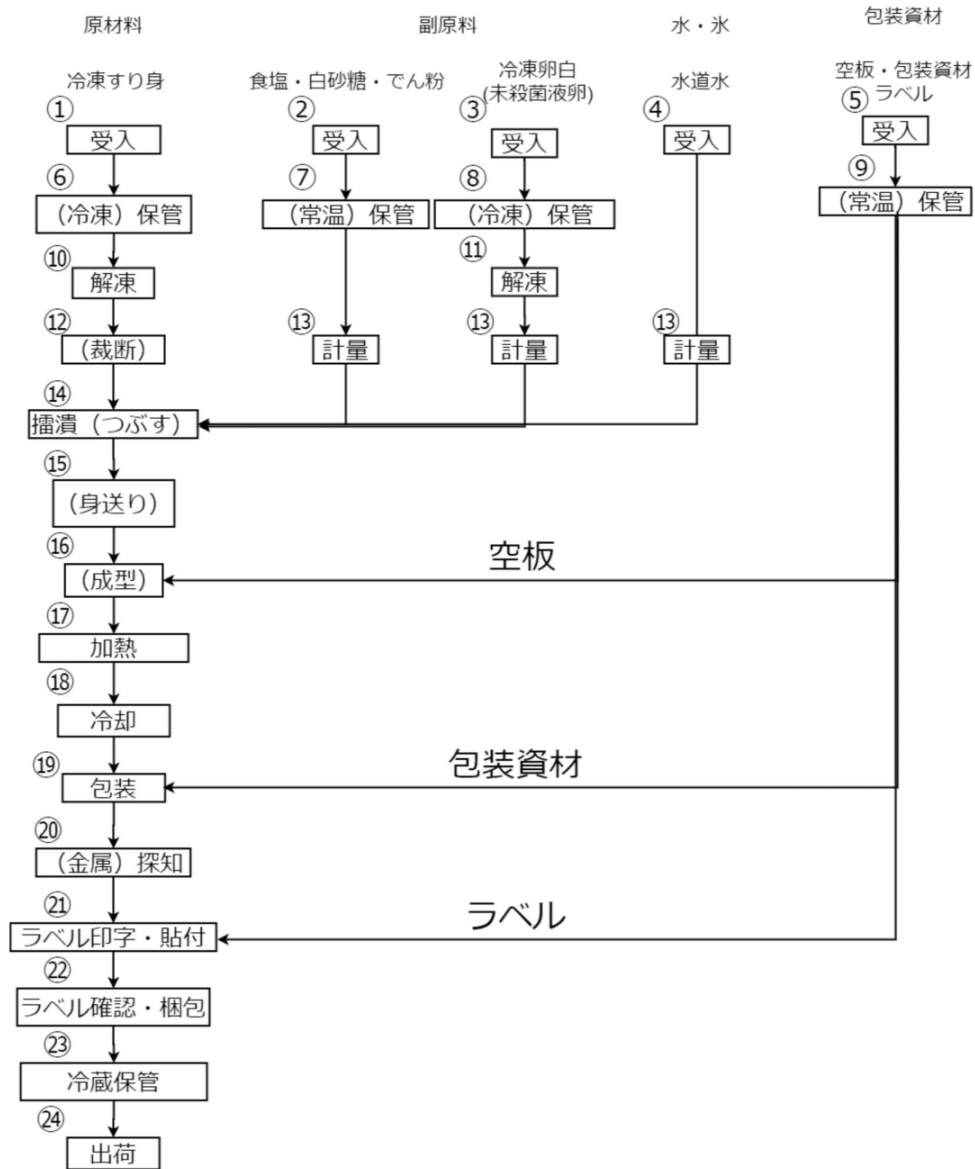 原材料
副原料
水・氷
包装資材
冷凍すり身
食塩・白砂糖・でん粉
冷凍卵白
(未殺菌液卵)
水道水
空板・包装資材
ラベル
①
受入
②
受入
③
受入
④
受入
⑤
受入
⑥
(冷凍)保管
⑦
(常温)保管
⑧
(冷凍)保管
⑨
(常温)保管
⑩
解凍
⑪
解凍
⑫
(裁断)
⑬
計量
⑬
計量
⑬
計量
⑭
擂潰(つぶす)
⑮
(身送り)
⑯
(成型)
空板
⑰
加熱
⑱
冷却
⑲
包装
包装資材
⑳
(金属)探知
㉑
ラベル印字・貼付
ラベル
㉒
ラベル確認・梱包
㉓
冷蔵保管
㉔
出荷